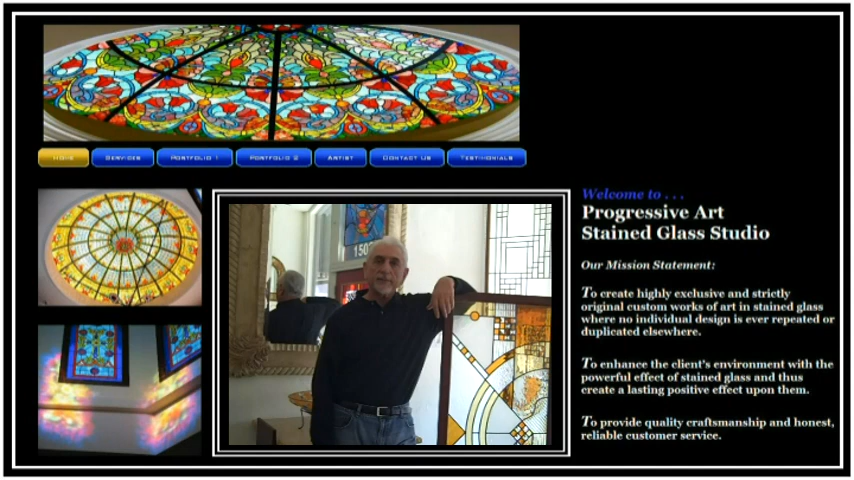 Home Services Portfolio 1 Portfolio 2 Artist Contact Us Testimonials
Welcome to . . .
Progressive Art
Stained Glass Studio
Our Mission Statement:
To create highly exclusive and strictly
original custom works of art in stained glass
where no individual design is ever repeated or
duplicated elsewhere.
To enhance the client's environment with the
powerful effect of stained glass and thus
create a lasting positive effect upon them.
To provide quality craftsmanship and honest,
reliable customer service.